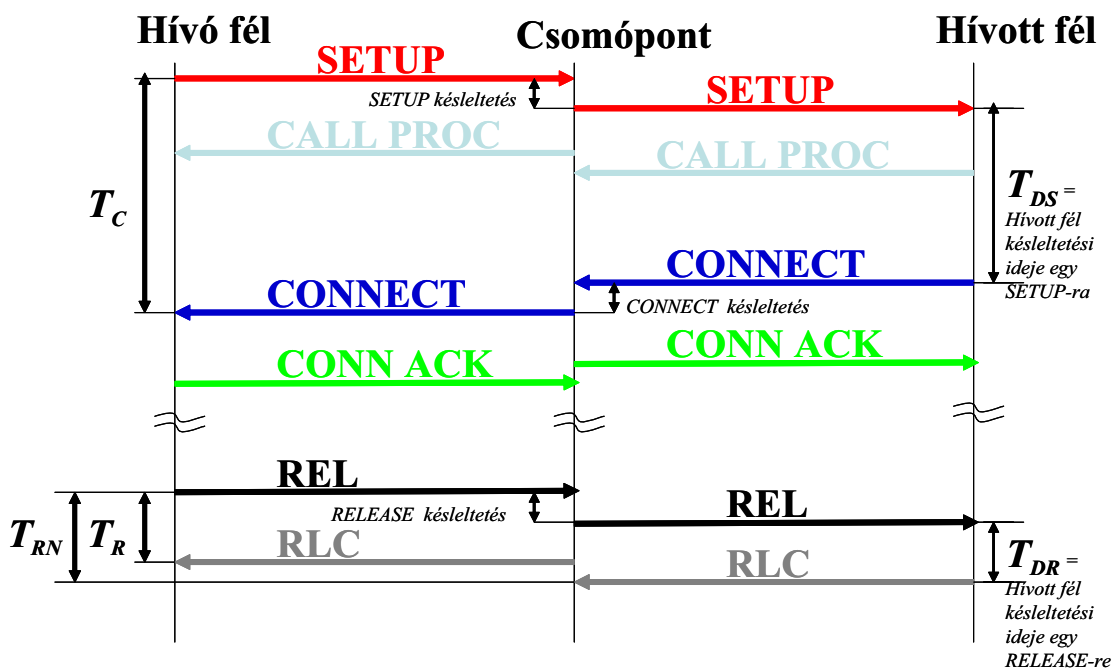 Hívó fél
Csomópont
Hívott fél
SETUP
SETUP késleltetés
SETUP
CALL PROC
CALL PROC
T_C
T_DS =
Hívott fél
késleltetési
ideje egy
SETUP-ra
CONNECT
CONNECT
CONNECT késleltetés
CONN ACK
CONN ACK
REL
RELEASE késleltetés
REL
T_RN
T_R
RLC
RLC
T_DR =
Hívott fél
késleltetési
ideje egy
RELEASE-re